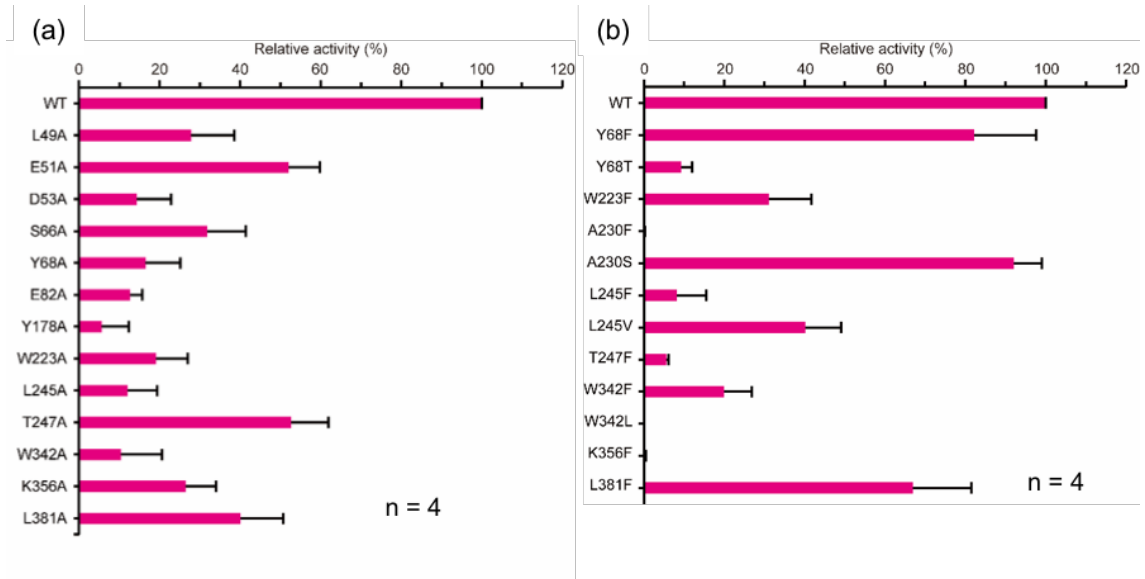 (a)
Relative activity (%)
0 20 40 60 80 100 120
WT
L49A
E51A
D53A
S66A
Y68A
E82A
Y178A
W223A
L245A
T247A
W342A
K356A
L381A
n = 4
(b)
Relative activity (%)
0 20 40 60 80 100 120
WT
Y68F
Y68T
W223F
A230F
A230S
L245F
L245V
T247F
W342F
W342L
K356F
L381F
n = 4